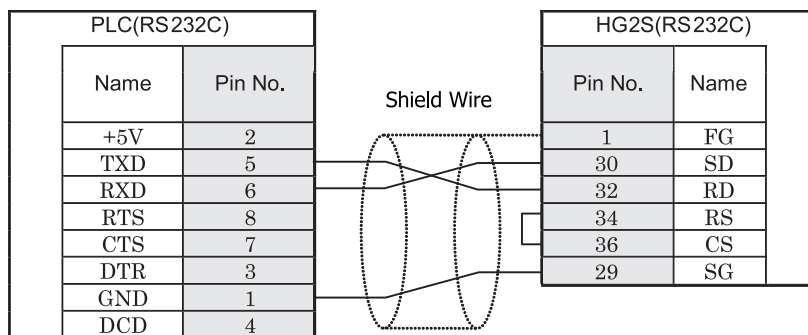 PLC(RS232C) HG2S(RS232C)
Name Pin No. Shield Wire Pin No. Name
+5V 2 1 FG
TXD 5 30 SD
RXD 6 32 RD
RTS 8 34 RS
CTS 7 36 CS
DTR 3 29 SG
GND 1
DCD 4